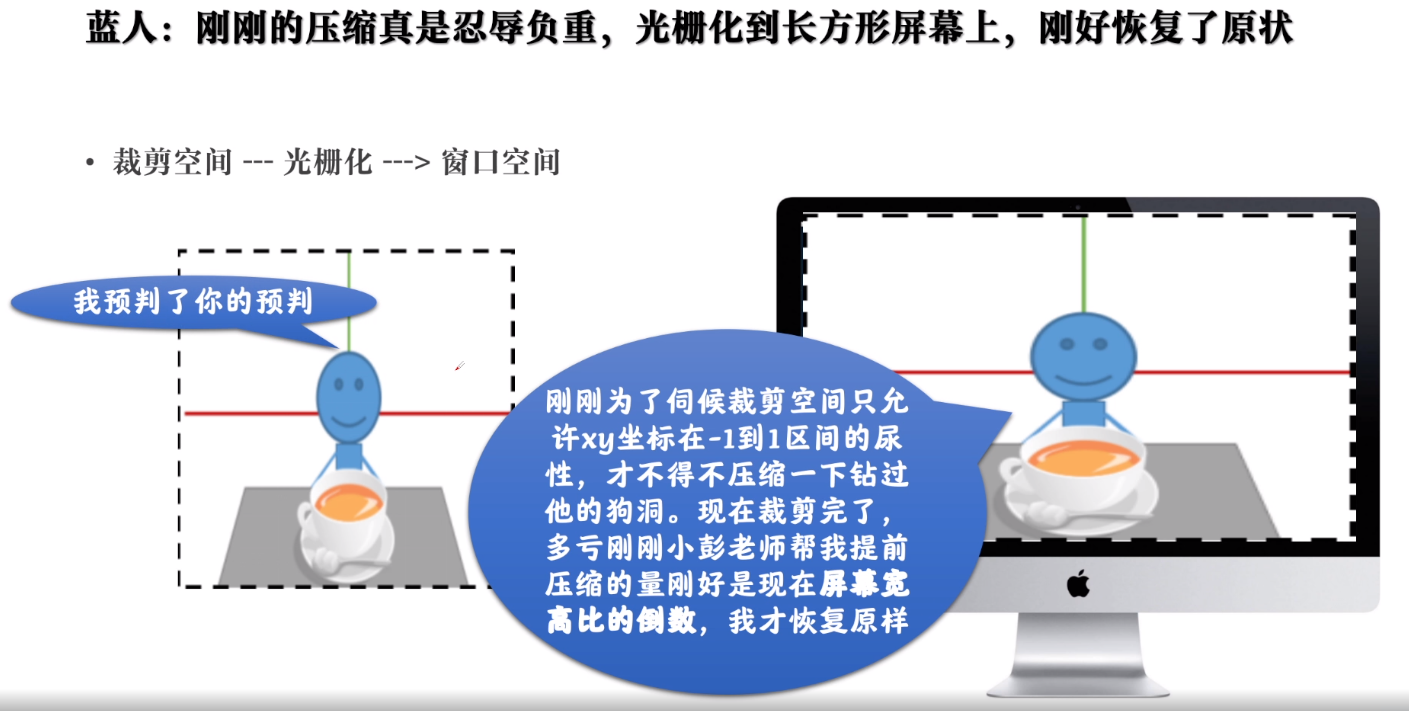 蓝人：刚刚的压缩真是忍辱负重，光栅化到长方形屏幕上，刚好恢复了原状
• 裁剪空间 --- 光栅化 ---> 窗口空间
我预判了你的预判
刚刚为了伺候裁剪空间只允
许xy坐标在-1到1区间的尿
性，才不得不压缩一下钻过
他的狗洞。现在裁剪完了，
多亏刚刚小彭老师帮我提前
压缩的量刚好是现在屏幕宽
高比的倒数，我才恢复原样